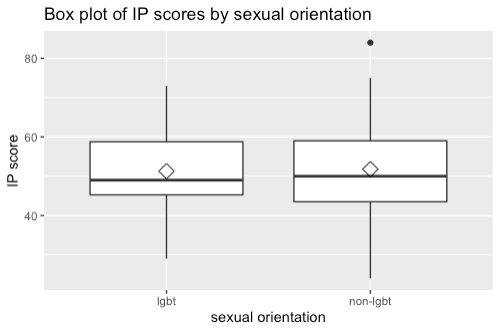 Box plot of IP scores by sexual orientation
80
60
40
IP score
lgbt
non-lgbt
sexual orientation